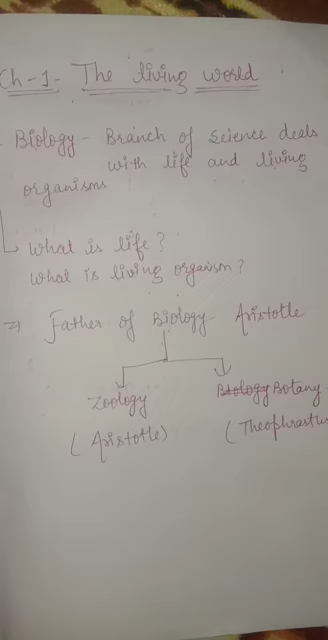 Ch-1- The living world
Biology - Branch of Science deals
with life and living
organisms
What is life?
What is living organism?
=) Father of Biology - Aristotle
Zoology Biology Botany
(Aristotle) (Theophrastus